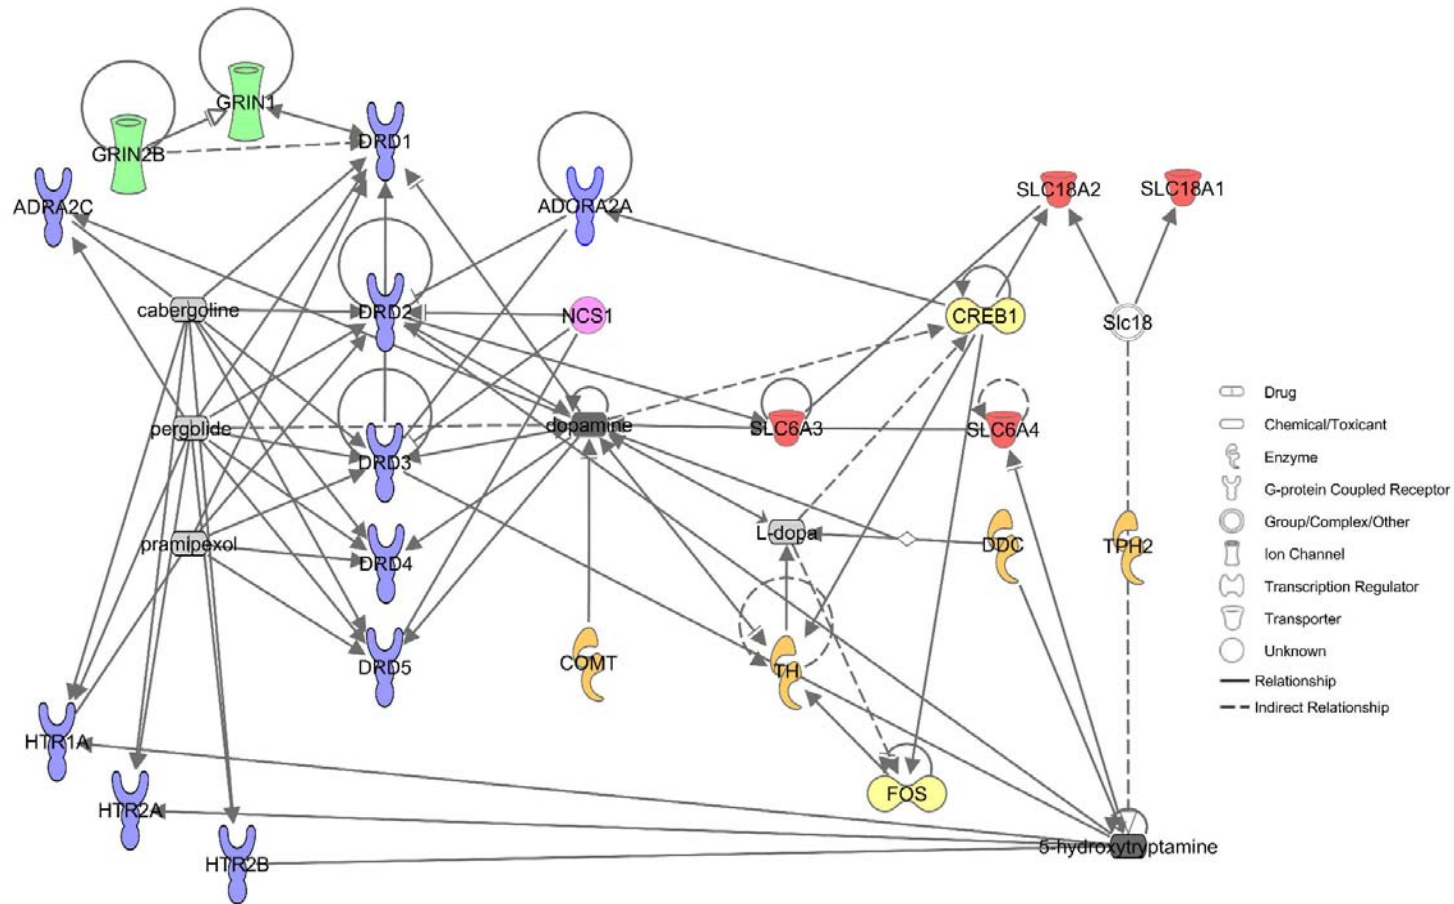 GRIN1
DRD1
GRIN2B
SLC18A2
SLC18A1
ADRA2C
ADORA2A
cabergoline
DRD2
NCS1
CREB1
Slc18
pergblide
dopamine
SLC6A3
SLC6A4
DRD3
L-dopa
pramipexol
DRD4
DDC
TPH2
DRD5
COMT
TH
HTR1A
HTR2A
FOS
HTR2B
5-hydroxytryptamine
Drug
Chemical/Toxicant
Enzyme
G-protein Coupled Receptor
Group/Complex/Other
Ion Channel
Transcription Regulator
Transporter
Unknown
Relationship
Indirect Relationship